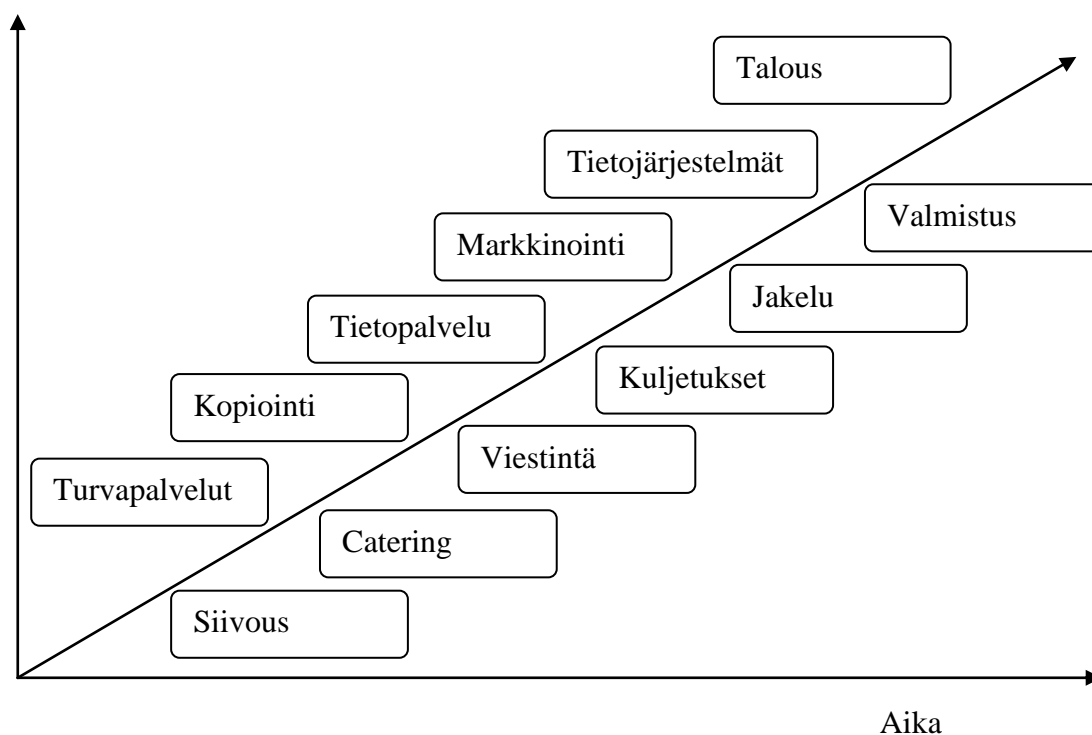 Talous
Tietojärjestelmät
Valmistus
Markkinointi
Jakelu
Tietopalvelu
Kuljetukset
Kopiointi
Viestintä
Turvapalvelut
Catering
Siivous
Aika